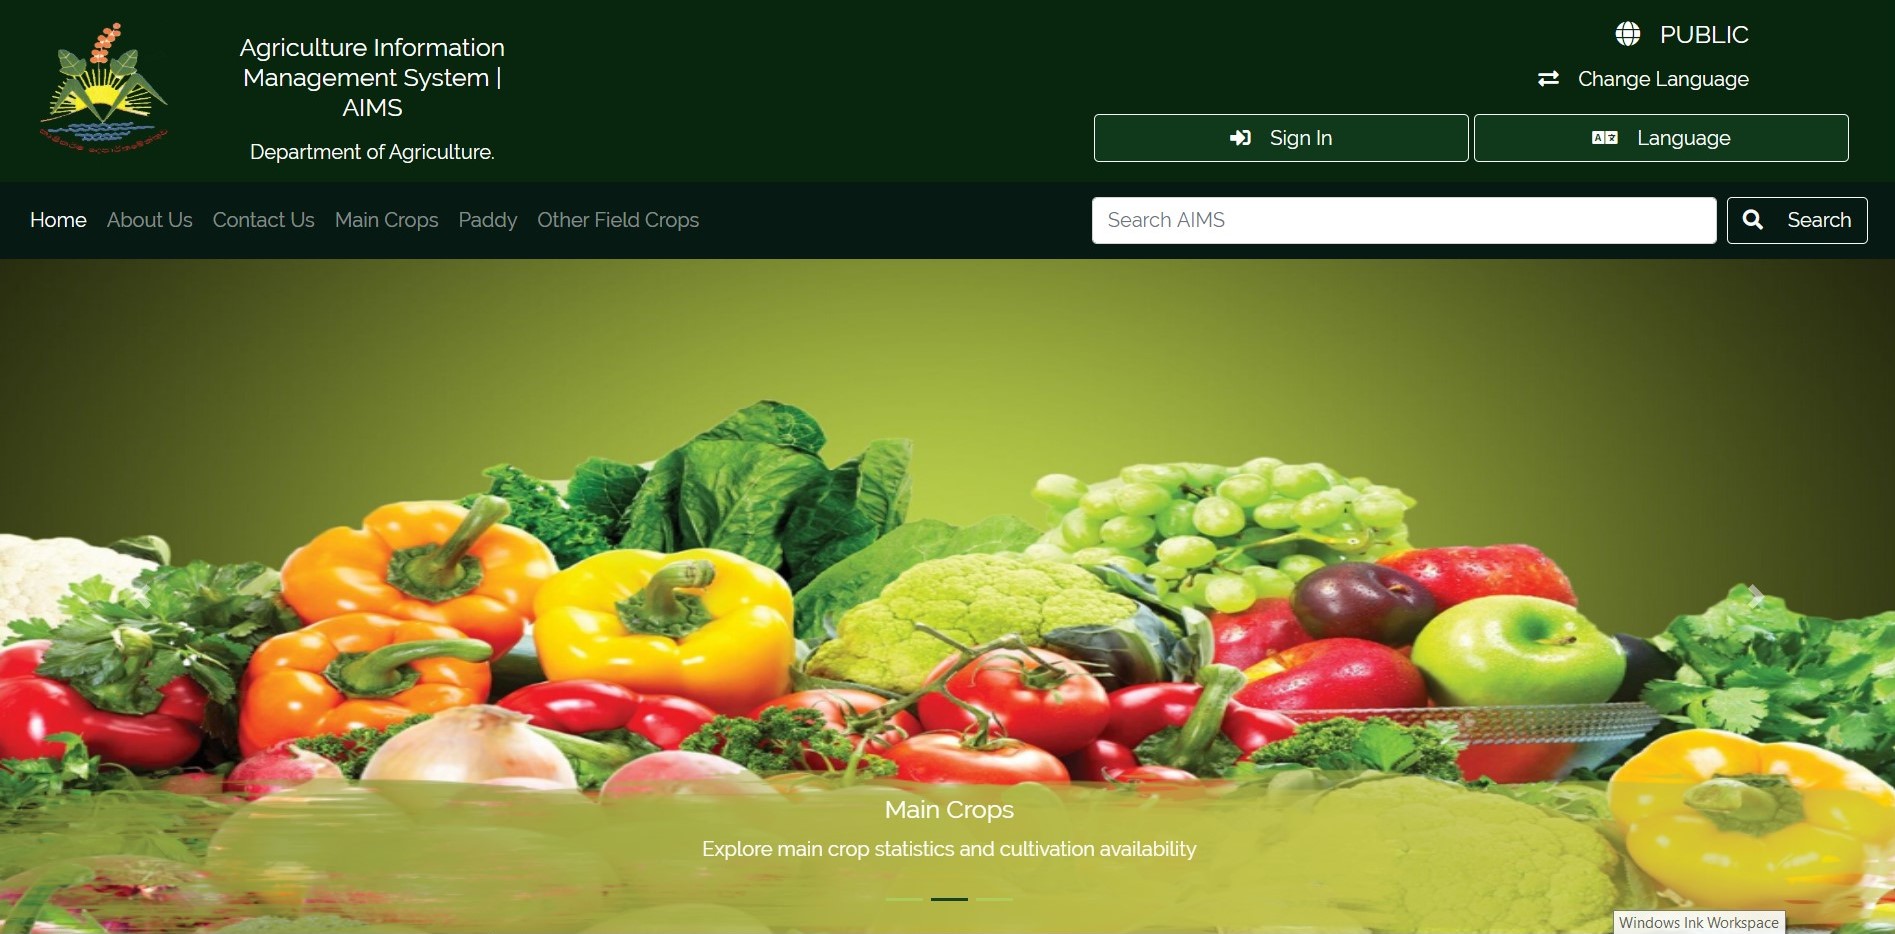 Agriculture Information
Management System |
AIMS
Department of Agriculture.
PUBLIC
Change Language
Sign In
Language
Home About Us Contact Us Main Crops Paddy Other Field Crops
Search AIMS
Search
Main Crops
Explore main crop statistics and cultivation availability
Windows Ink Workspace